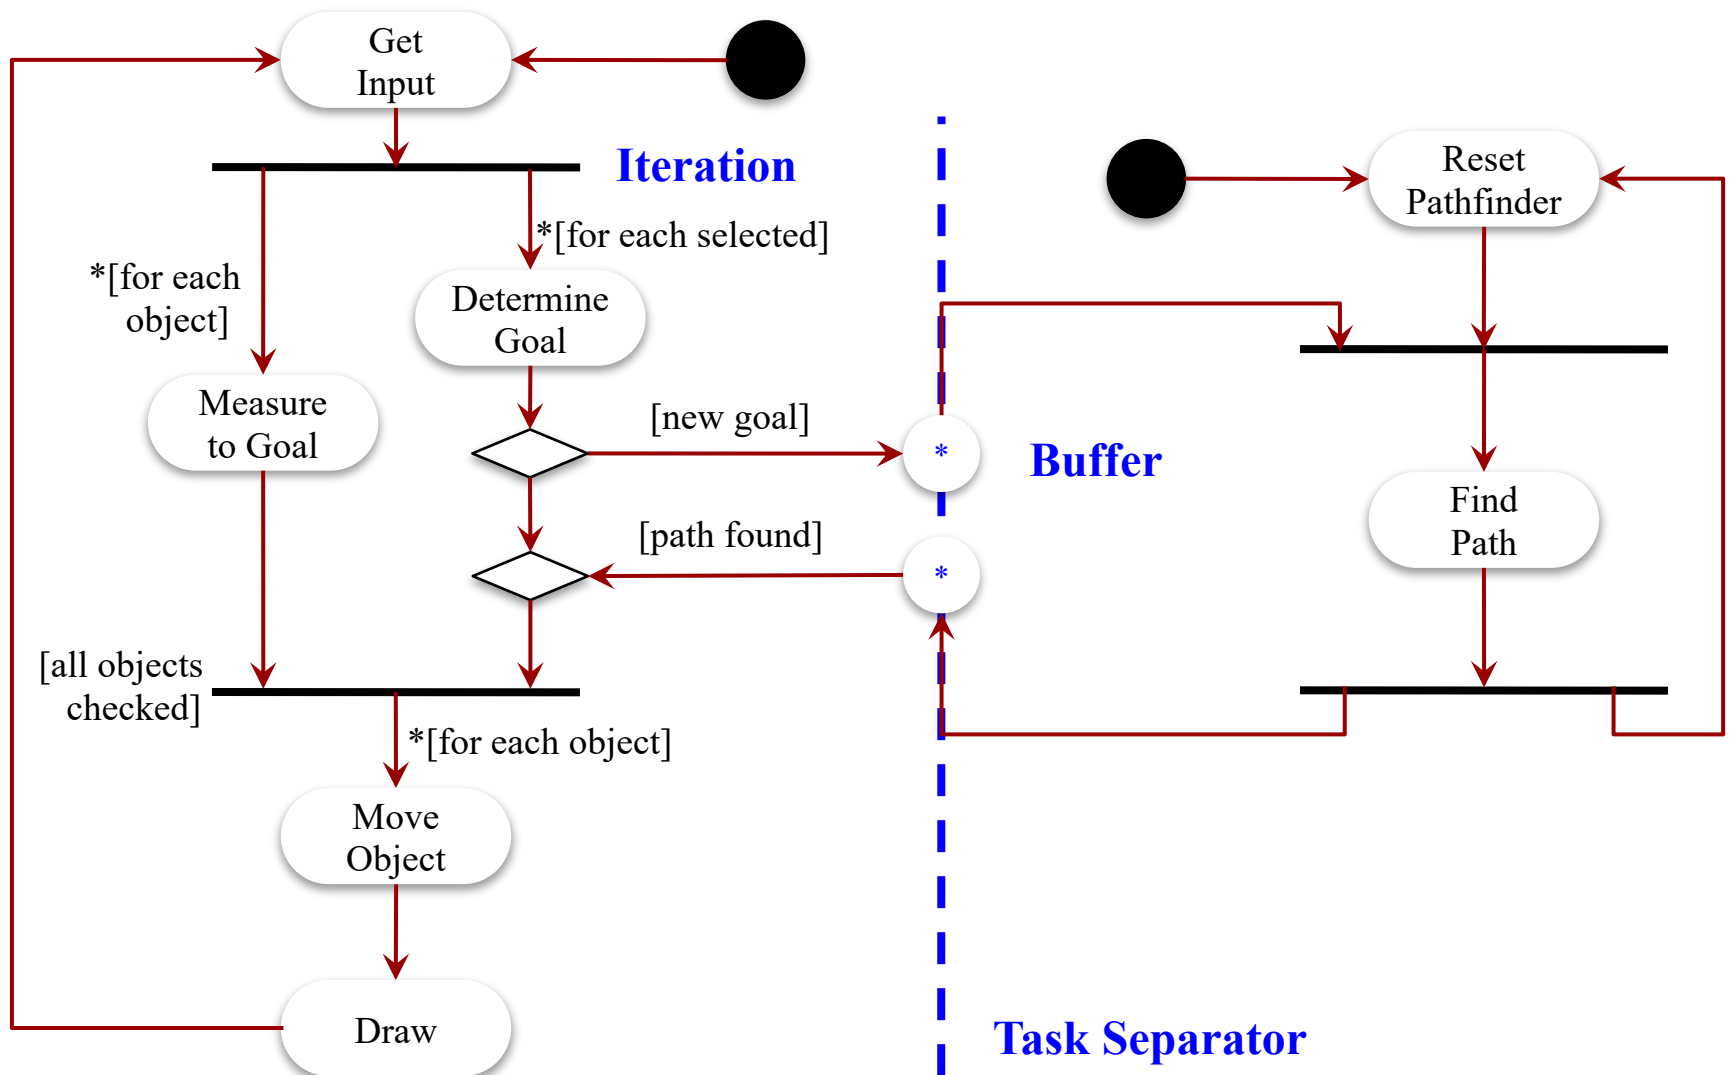 Get
Input
Iteration
Reset
Pathfinder
*[for each selected]
*[for each
object]
Determine
Goal
Measure
to Goal
[new goal]
*
Buffer
Find
Path
[path found]
*
[all objects
checked]
*[for each object]
Move
Object
Draw
Task Separator